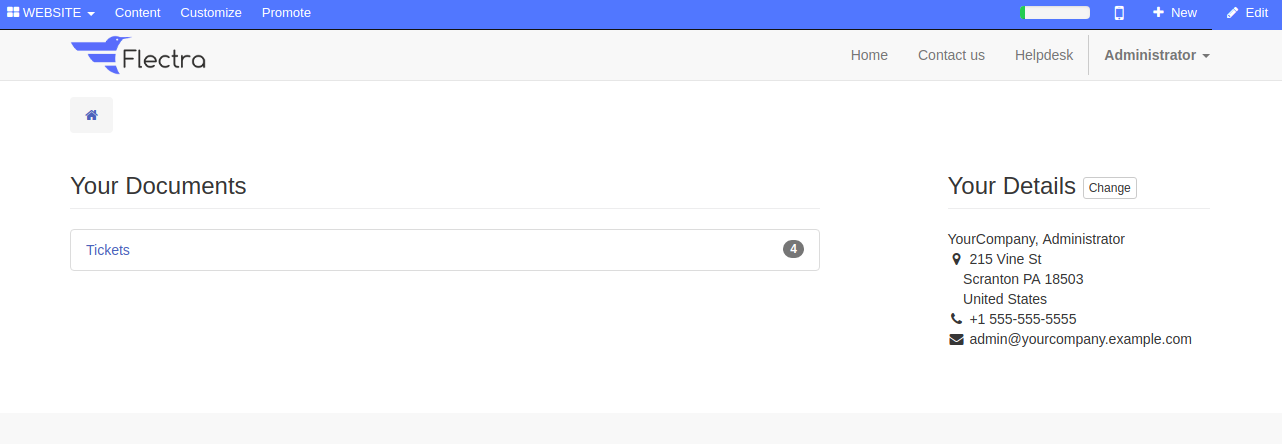 WEBSITE Content Customize Promote New Edit
Flectra Home Contact us Helpdesk Administrator
Your Documents
Tickets 4
Your Details Change
YourCompany, Administrator
215 Vine St
Scranton PA 18503
United States
+1 555-555-5555
admin@yourcompany.example.com